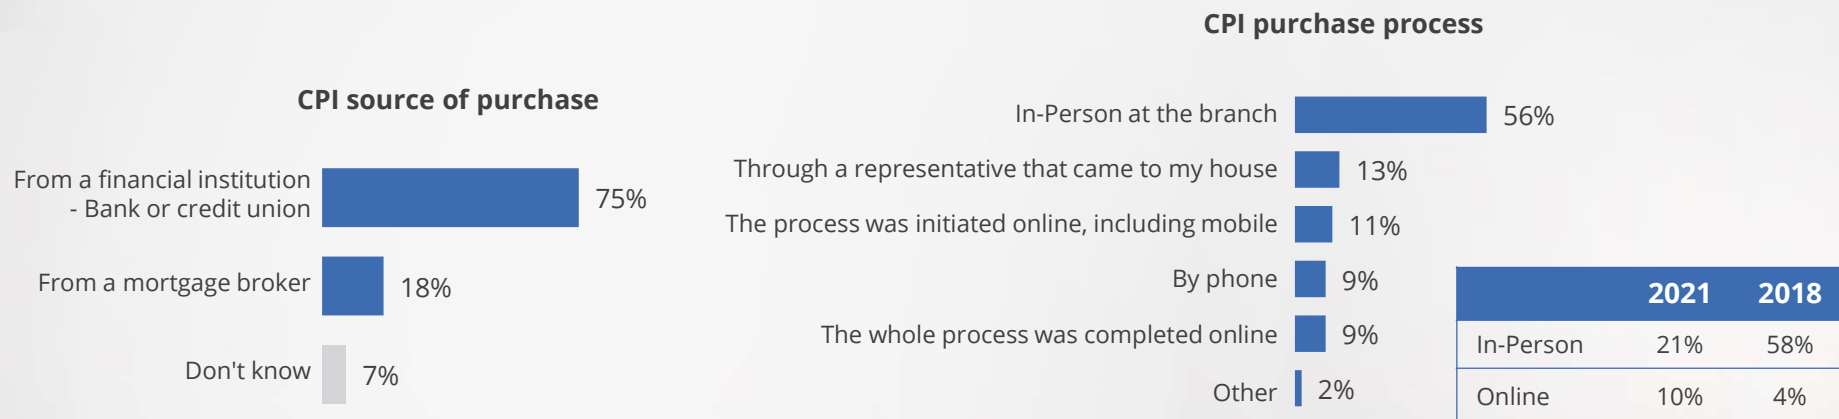 CPI source of purchase
From a financial institution
- Bank or credit union
75%
From a mortgage broker
18%
Don't know
7%
CPI purchase process
In-Person at the branch
56%
Through a representative that came to my house
13%
The process was initiated online, including mobile
11%
By phone
9%
The whole process was completed online
9%
Other
2%
2021 2018
In-Person 21% 58%
Online 10% 4%